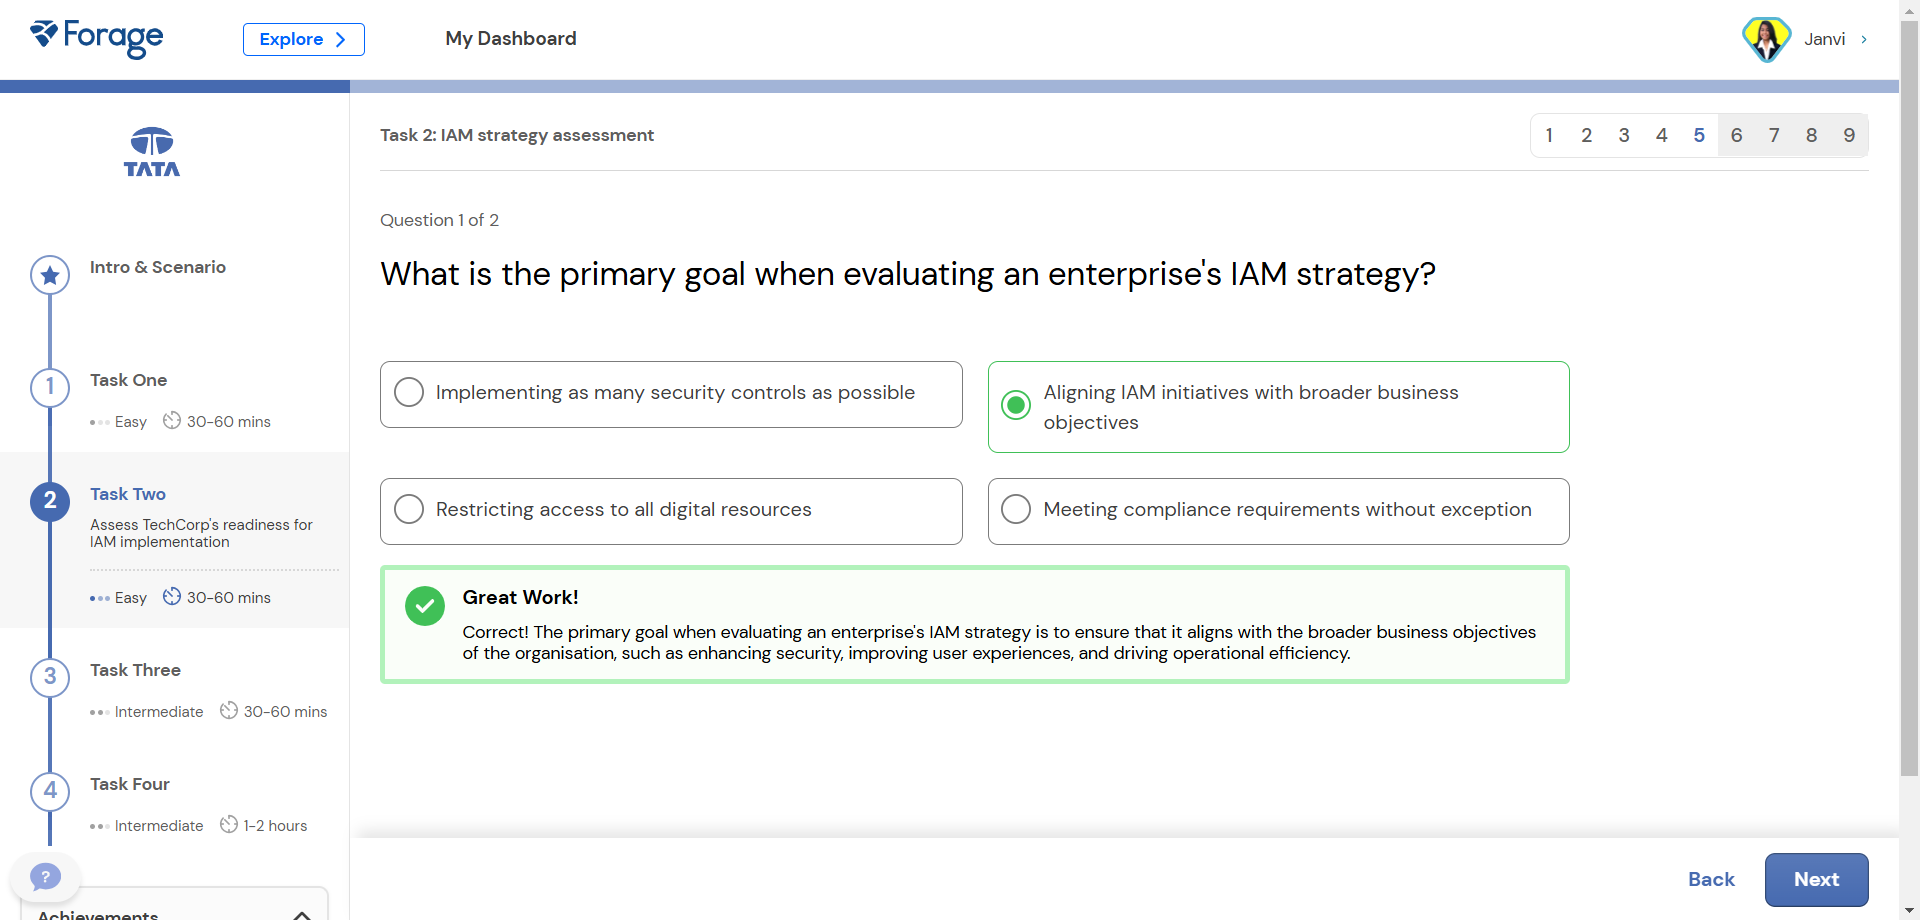 Forage
Explore
My Dashboard
Janvi
TATA
Task 2: IAM strategy assessment
1 2 3 4 5 6 7 8 9
Question 1 of 2
What is the primary goal when evaluating an enterprise's IAM strategy?
Implementing as many security controls as possible
Aligning IAM initiatives with broader business
objectives
Restricting access to all digital resources
Meeting compliance requirements without exception
Great Work!
Correct! The primary goal when evaluating an enterprise's IAM strategy is to ensure that it aligns with the broader business objectives
of the organisation, such as enhancing security, improving user experiences, and driving operational efficiency.
Intro & Scenario
1
Task One
Easy 30-60 mins
2
Task Two
Assess TechCorp's readiness for
IAM implementation
Easy 30-60 mins
3
Task Three
Intermediate 30-60 mins
4
Task Four
Intermediate 1-2 hours
?
Achievements
Back
Next